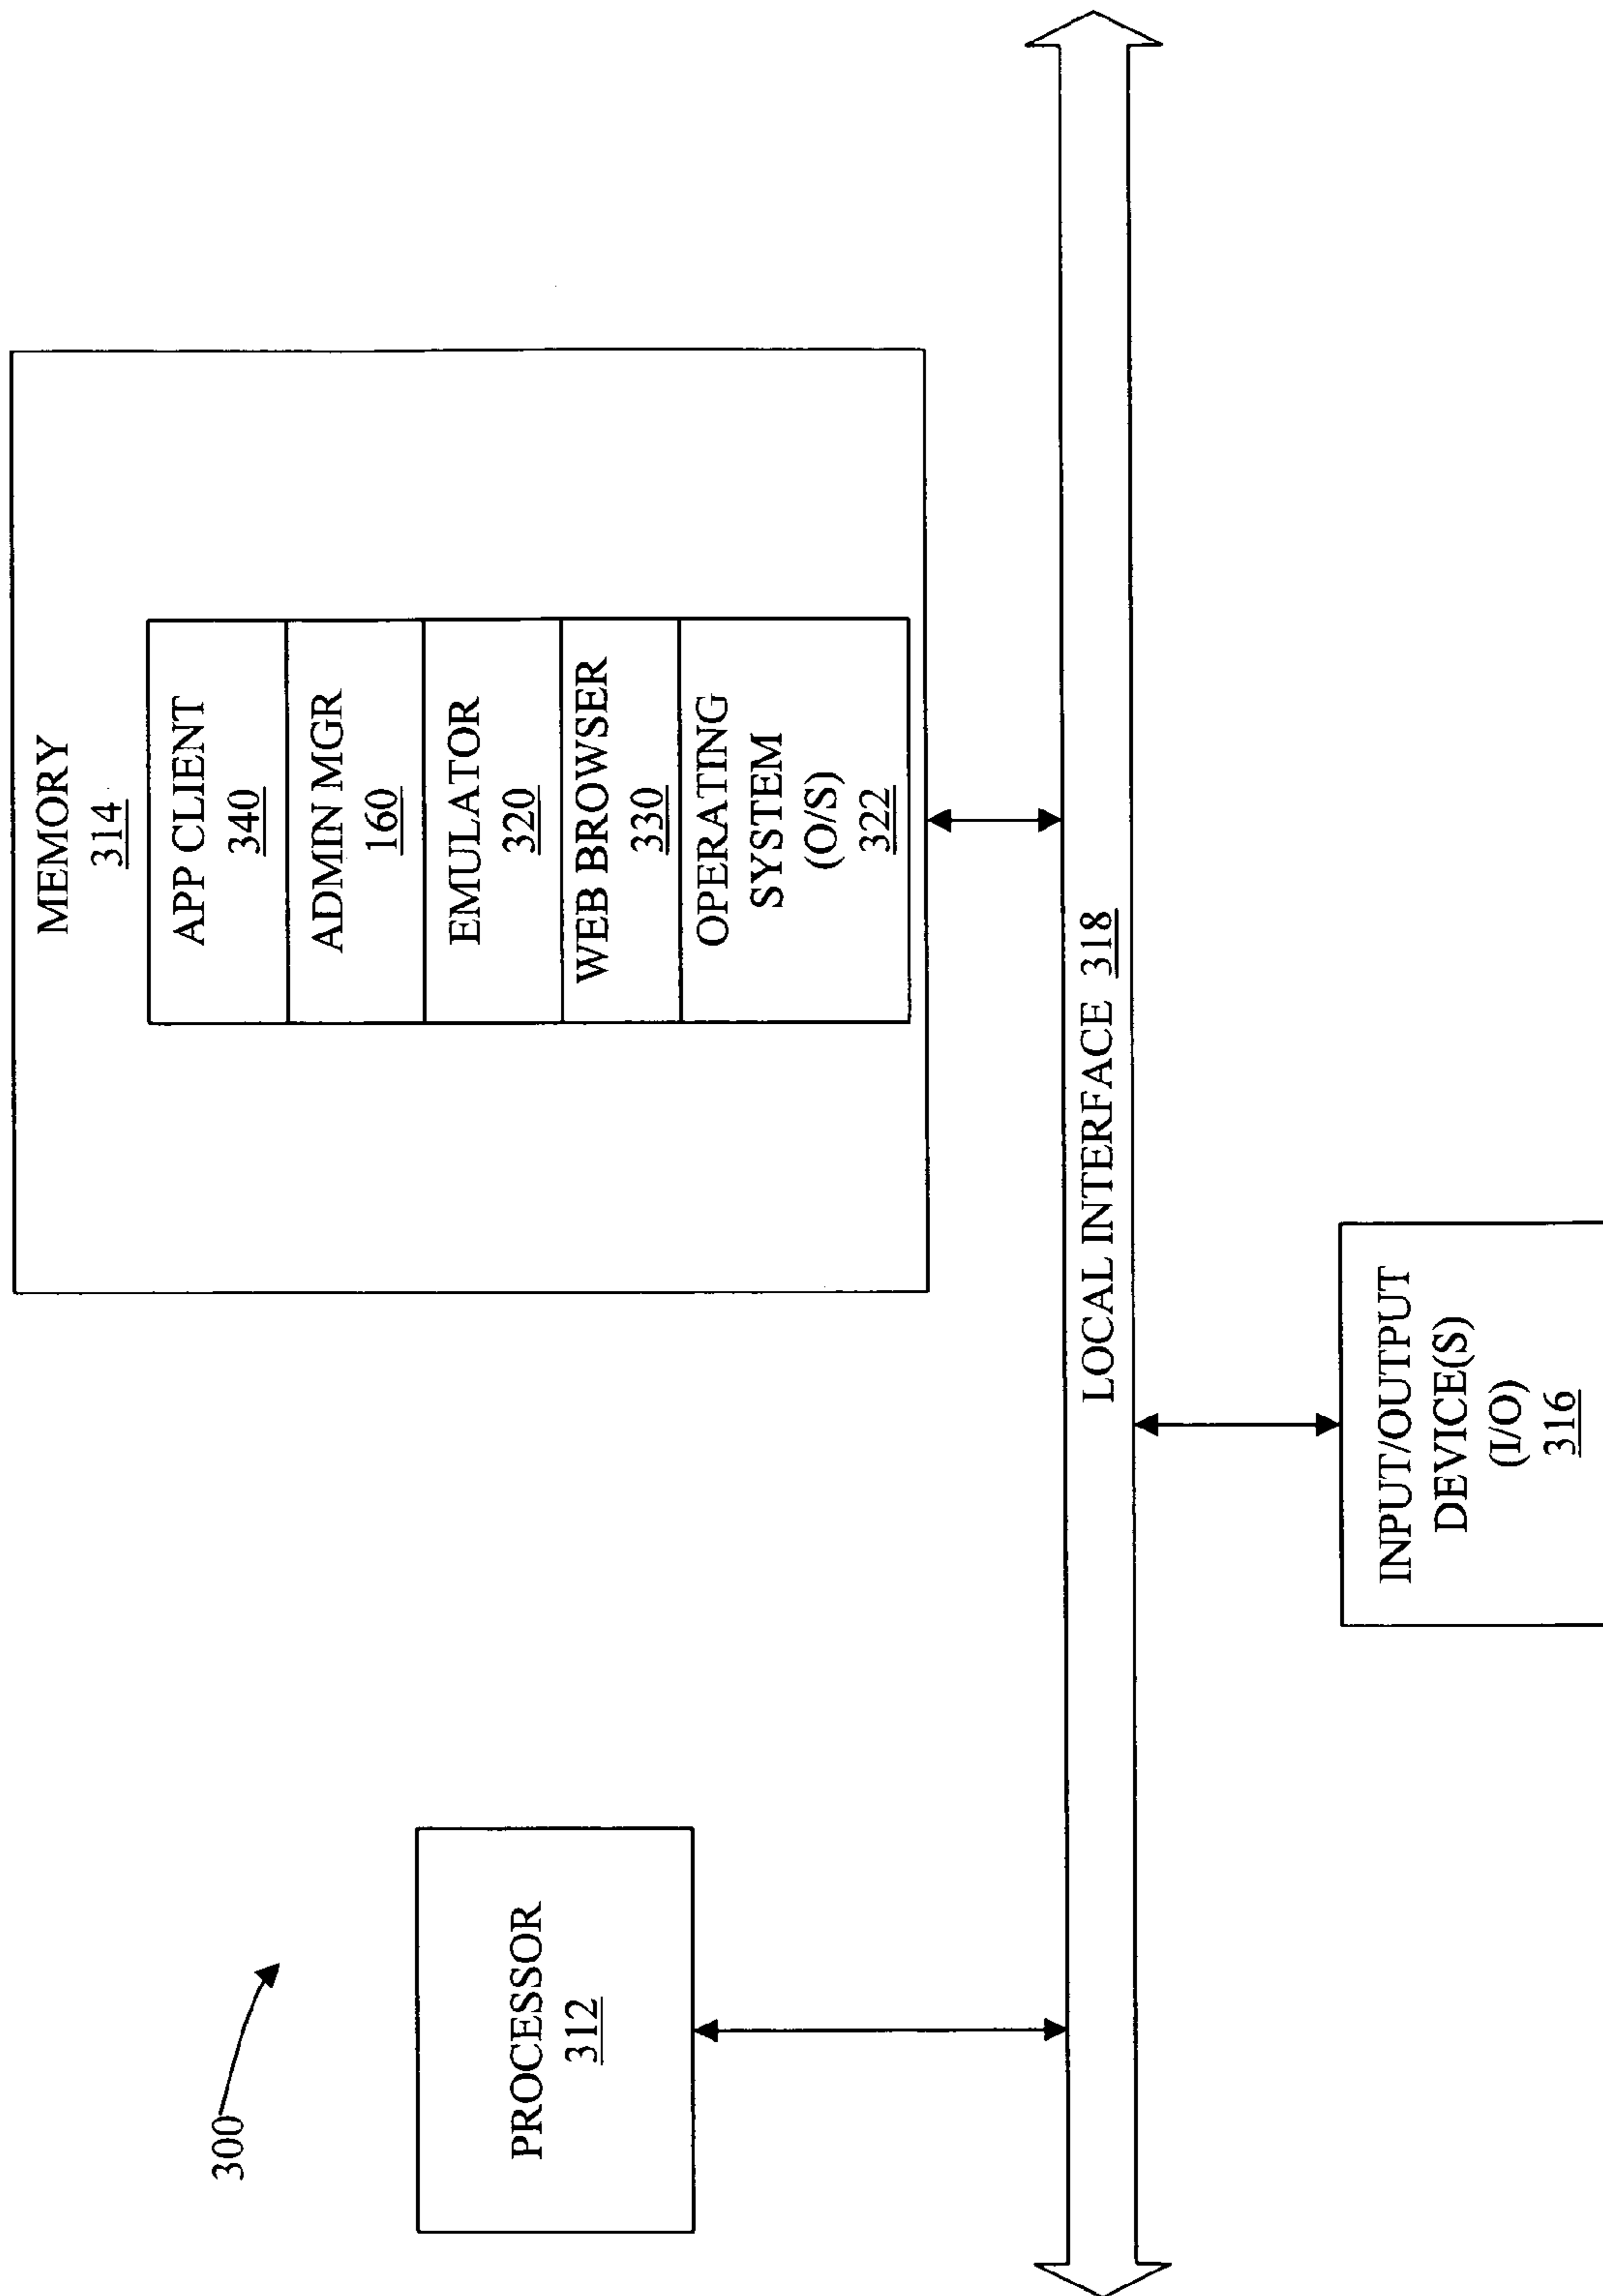 300
PROCESSOR
312
MEMORY
314
APP CLIENT
340
ADMIN MGR
160
EMULATOR
320
WEB BROWSER
330
OPERATING
SYSTEM
(O/S)
322
LOCAL INTERFACE 318
INPUT/OUTPUT
DEVICE(S)
(I/O)
316